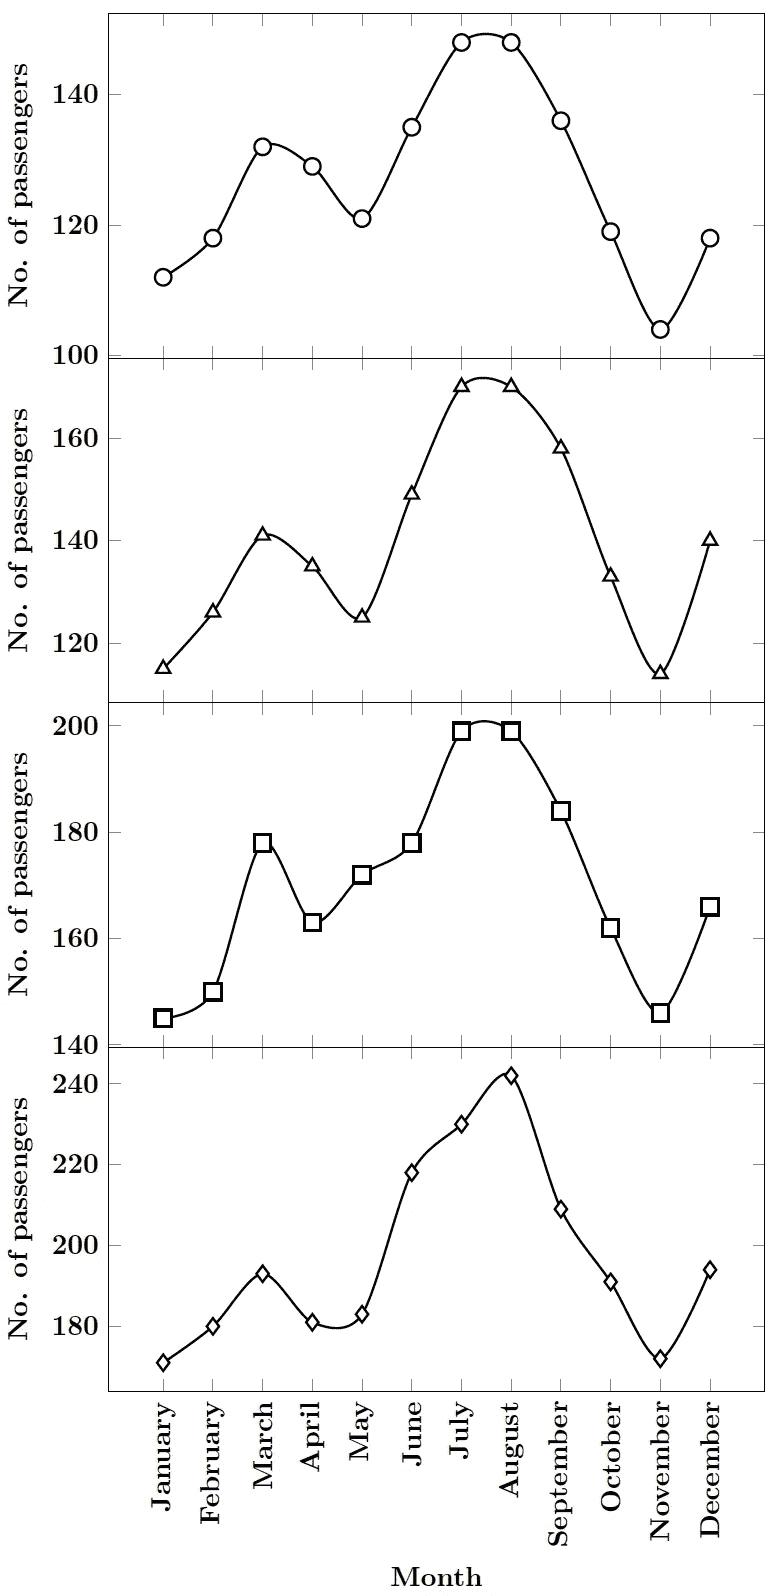 No. of passengers
140
120
100
No. of passengers
160
140
120
No. of passengers
200
180
160
140
No. of passengers
240
220
200
180
January
February
March
April
May
June
July
August
September
October
November
December
Month